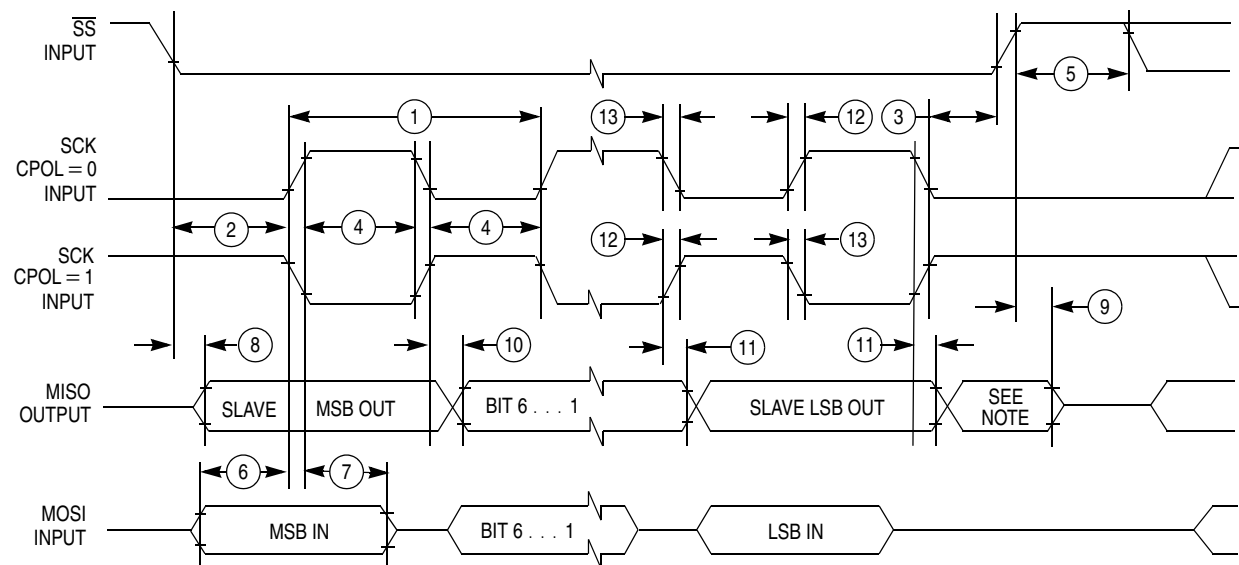 SS
INPUT
1
5
13
12
3
SCK
CPOL = 0
INPUT
2
4
4
12
13
SCK
CPOL = 1
INPUT
8
10
11
11
9
MISO
OUTPUT
SLAVE MSB OUT
BIT 6 . . . 1
SLAVE LSB OUT
SEE
NOTE
6
7
MOSI
INPUT
MSB IN
BIT 6 . . . 1
LSB IN